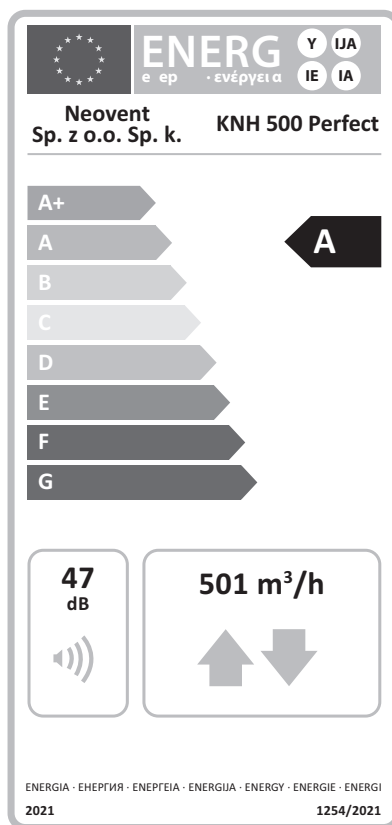 ENERG
Y IJA
e ep · ενέργεια
IE IA
Neovent
Sp. z o.o. Sp. k.
KNH 500 Perfect
A+
A
A
B
C
D
E
F
G
47
dB
501 m³/h
ENERGIA · ЕНЕРГИЯ · ΕΝΕΡΓΕΙΑ · ENERGIJA · ENERGY · ENERGIE · ENERGI
2021
1254/2021